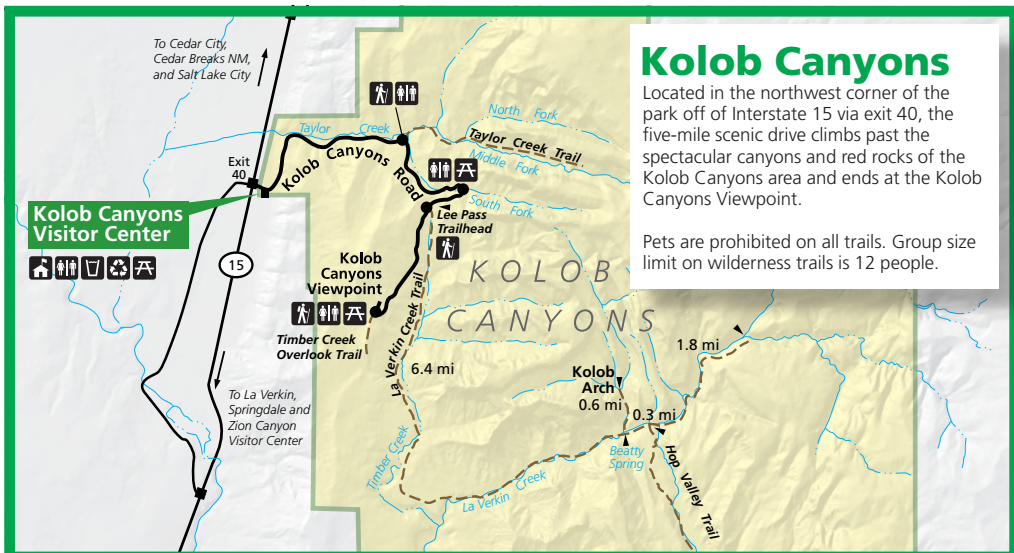 To Cedar City,
Cedar Breaks NM,
and Salt Lake City
Kolob Canyons
Located in the northwest corner of the
park off of Interstate 15 via exit 40, the
five-mile scenic drive climbs past the
spectacular canyons and red rocks of the
Kolob Canyons area and ends at the Kolob
Canyons Viewpoint.
Pets are prohibited on all trails. Group size
limit on wilderness trails is 12 people.
North Fork
Taylor Creek
Taylor Creek Trail
Middle Fork
Exit
40
Kolob Canyons Road
South Fork
Kolob Canyons
Visitor Center
Lee Pass
Trailhead
15
Kolob
Canyons
Viewpoint
KOLOB
CANYONS
Timber Creek
Overlook Trail
La Verkin Creek Trail
6.4 mi
1.8 mi
Kolob
Arch
0.6 mi
0.3 mi
To La Verkin,
Springdale and
Zion Canyon
Visitor Center
Timber Creek
Beatty
Spring
Hop Valley Trail
La Verkin Creek